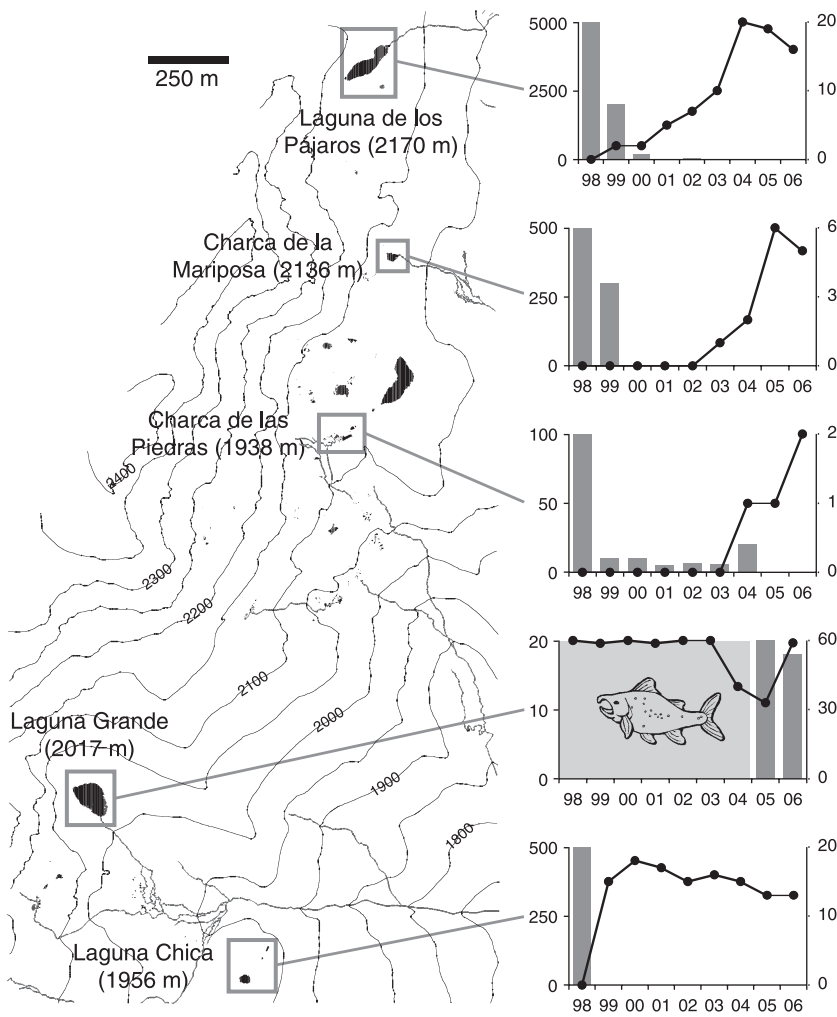 250 m
Laguna de los
Pájaros (2170 m)
5000
2500
0
20
10
0
98 99 00 01 02 03 04 05 06
Charca de la
Mariposa (2136 m)
500
250
0
6
3
0
98 99 00 01 02 03 04 05 06
Charca de las
Piedras (1938 m)
100
50
0
2
1
0
98 99 00 01 02 03 04 05 06
2400
2300
2200
2100
2000
1900
1800
Laguna Grande
(2017 m)
20
10
0
60
30
0
98 99 00 01 02 03 04 05 06
Laguna Chica
(1956 m)
500
250
0
20
10
0
98 99 00 01 02 03 04 05 06